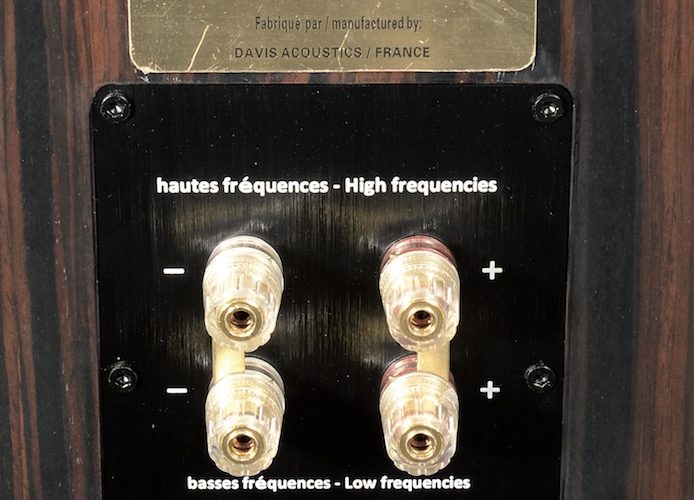 Fabriqué par / manufactured by:
DAVIS ACOUSTICS / FRANCE
hautes fréquences - High frequencies
- +
- +
basses fréquences - Low frequencies